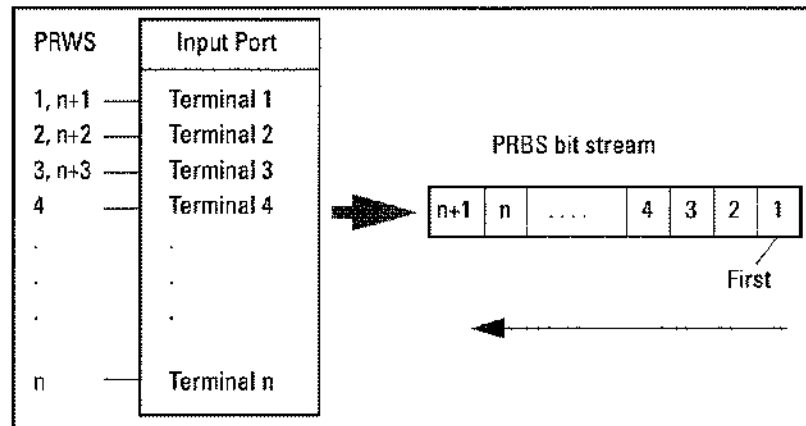 PRWS
Input Port
1, n+1
Terminal 1
2, n+2
Terminal 2
3, n+3
Terminal 3
4
Terminal 4
.
.
.
.
.
.
n
Terminal n
PRBS bit stream
n+1 n .... 4 3 2 1
First